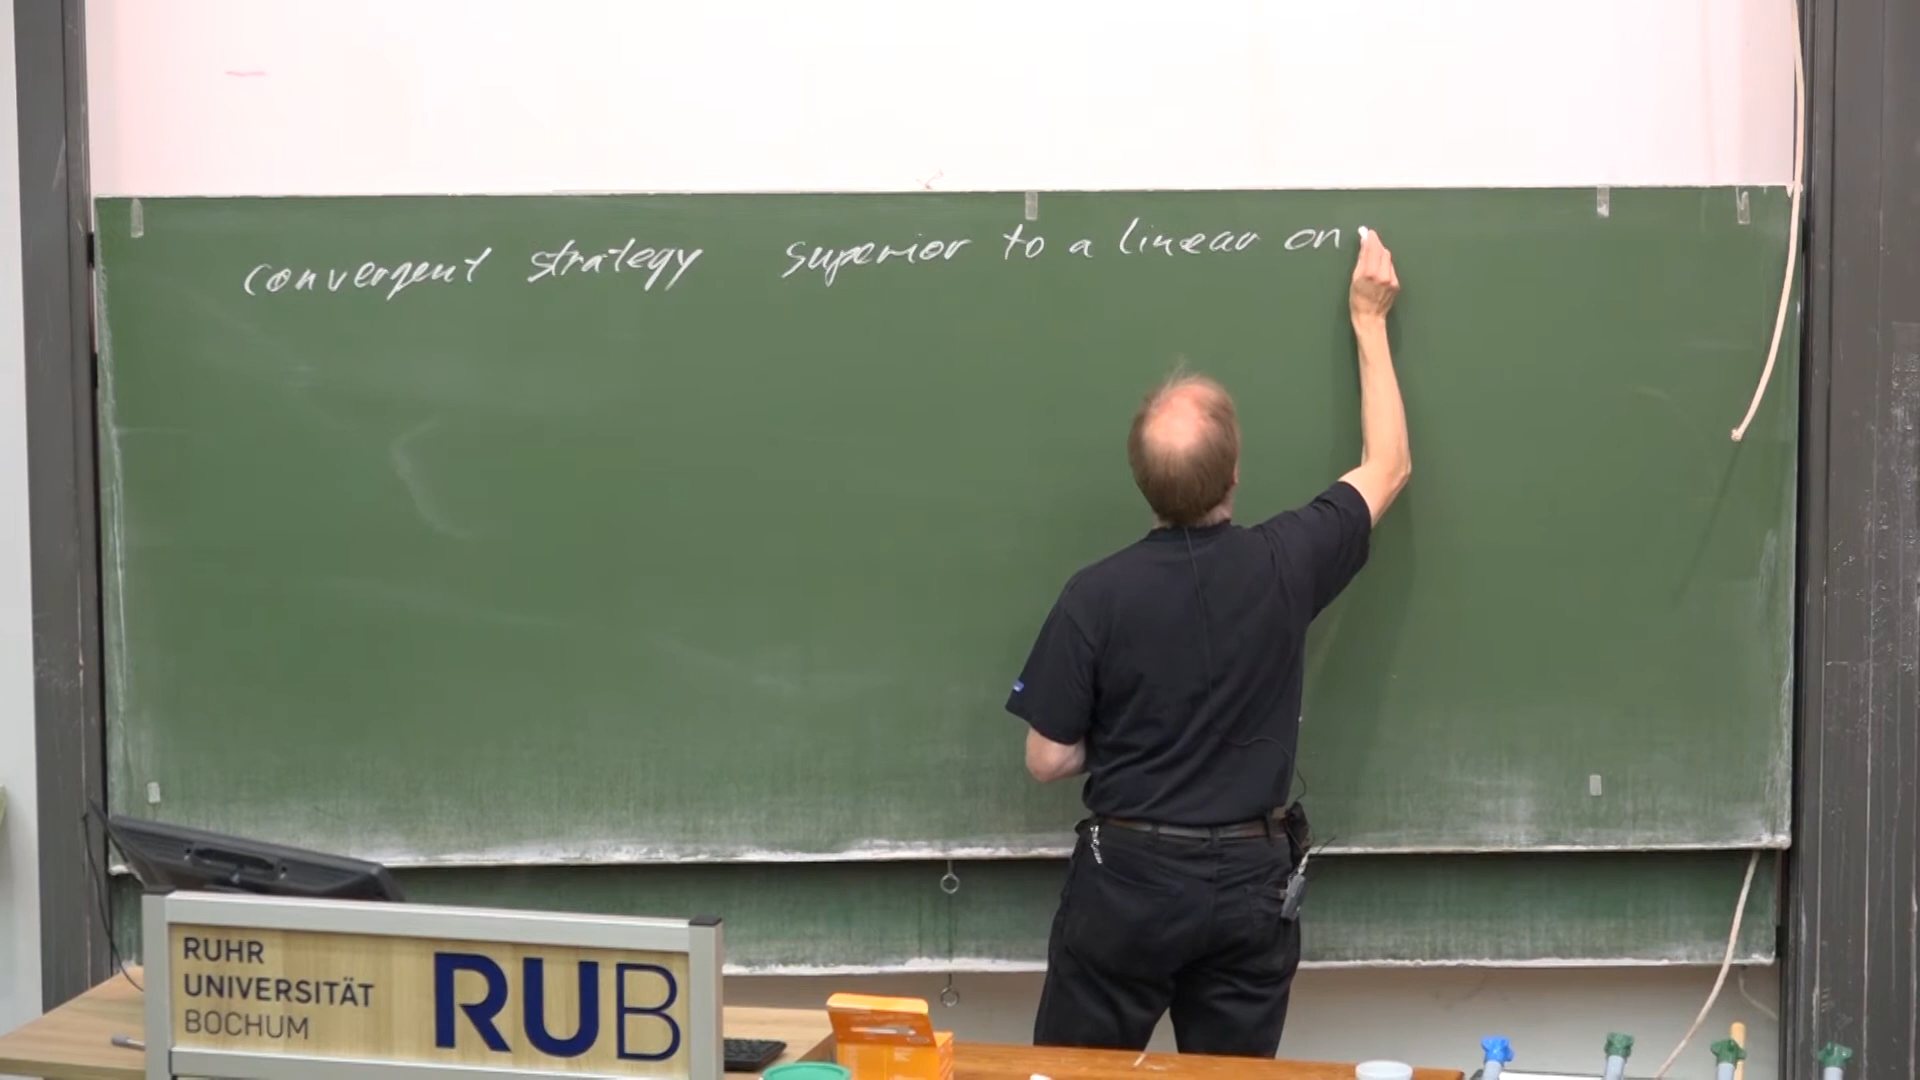 convergent strategy superior to a linear on
RUHR
UNIVERSITÄT
BOCHUM
RUB